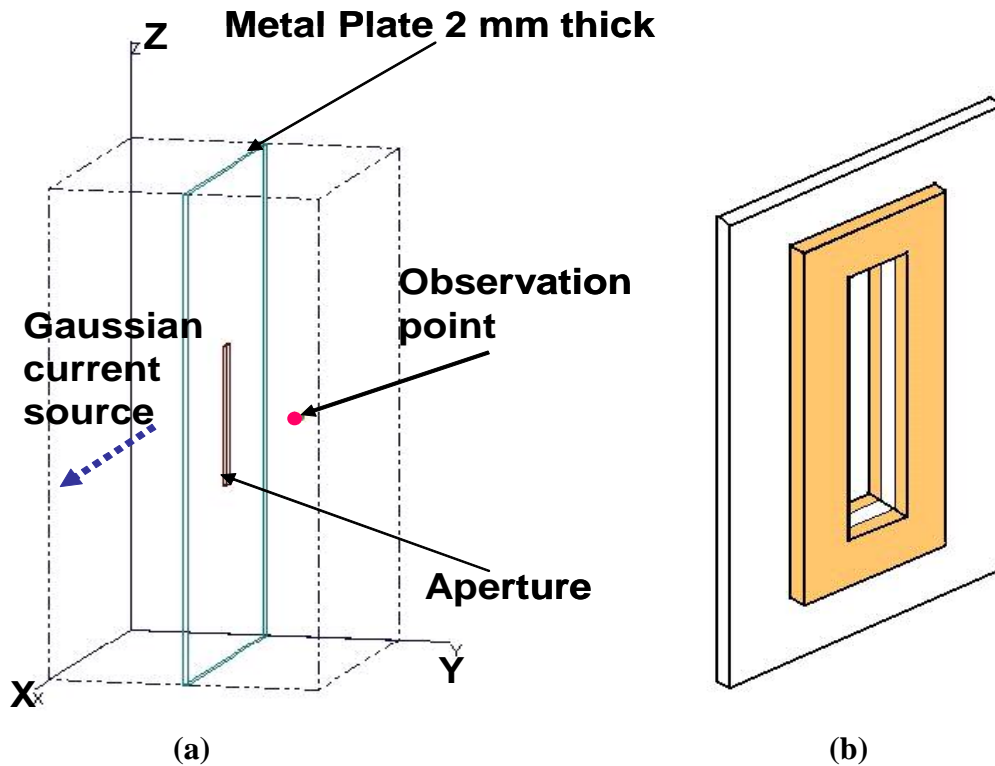 Metal Plate 2 mm thick
Z
Z
Observation
point
Gaussian
current
source
Aperture
Y
Y
X
X
(a)
(b)